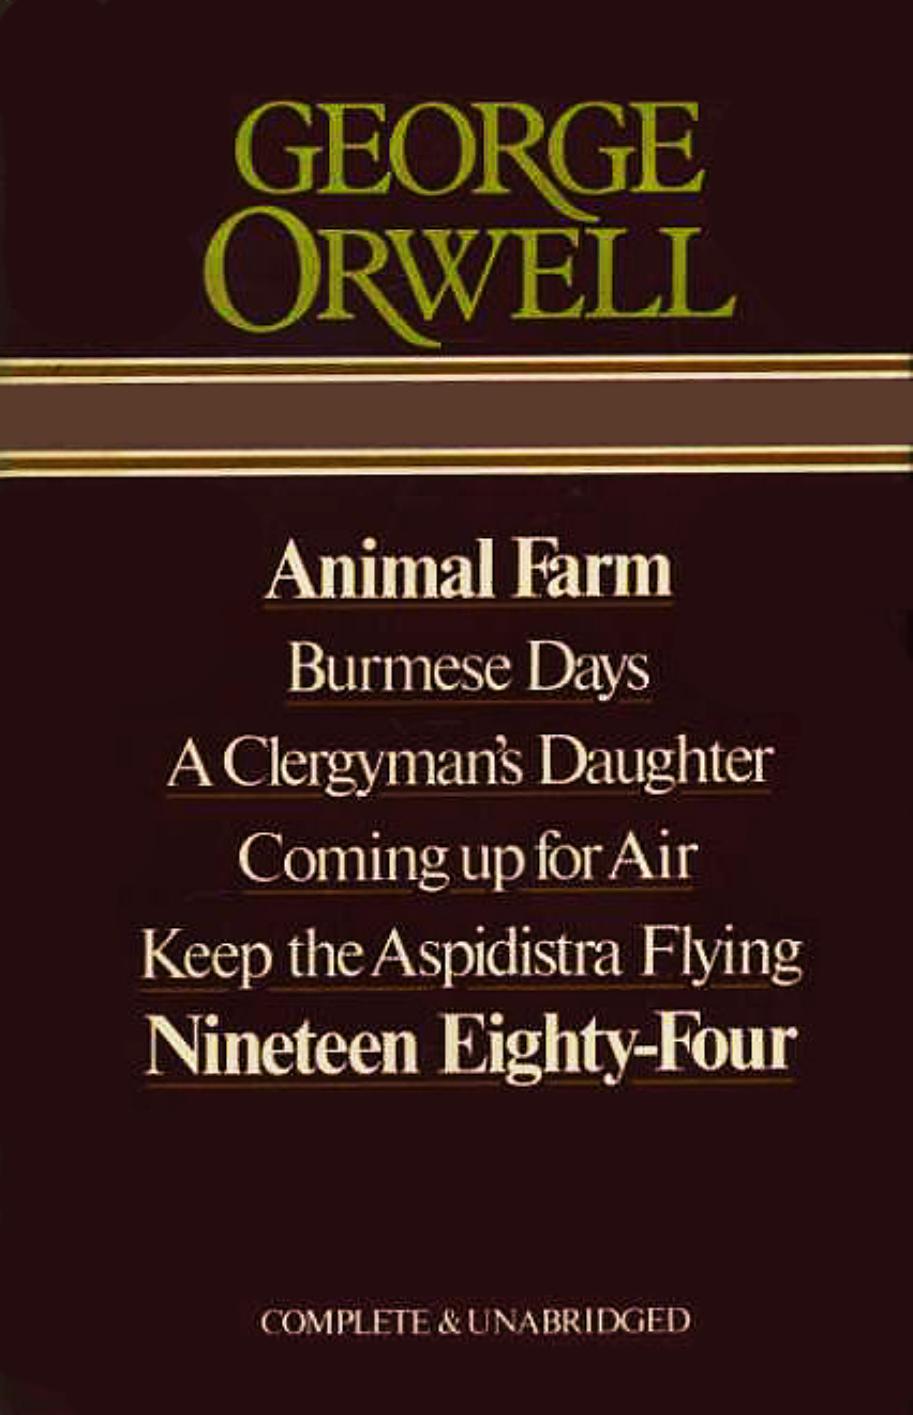 GEORGE
ORWELL
Animal Farm
Burmese Days
A Clergyman's Daughter
Coming up for Air
Keep the Aspidistra Flying
Nineteen Eighty-Four
COMPLETE & UNABRIDGED